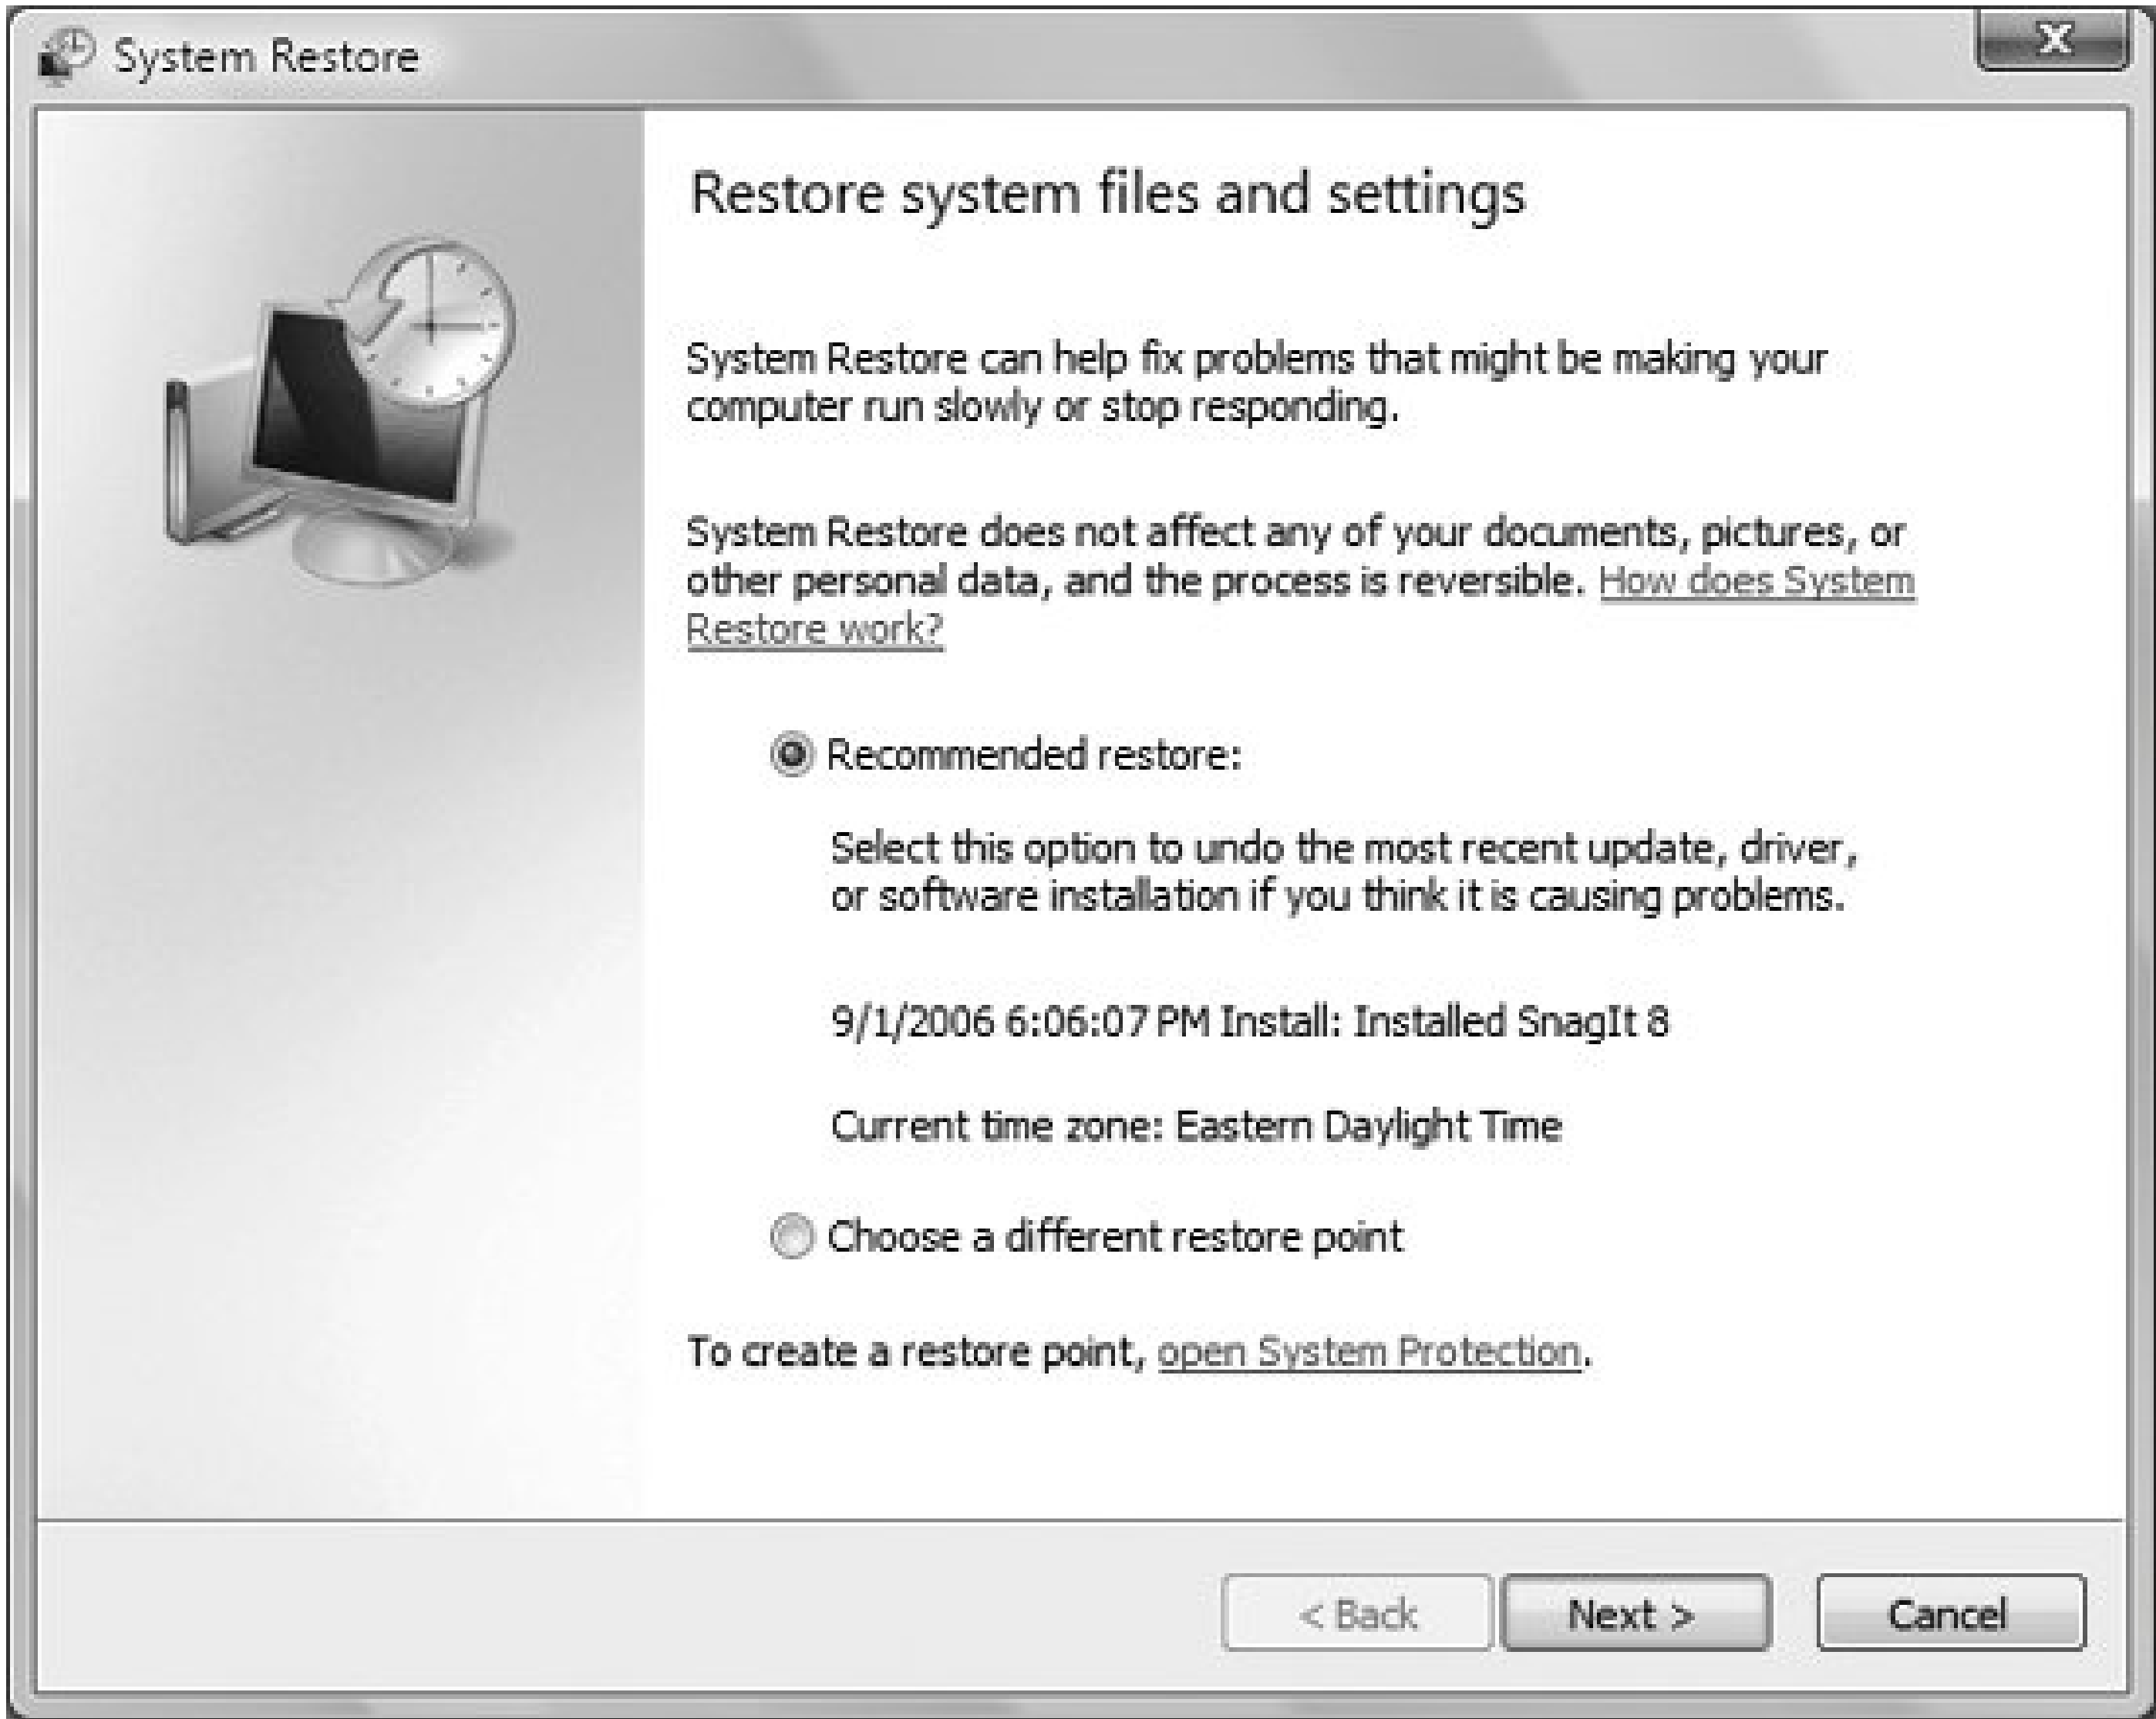 System Restore
Restore system files and settings
System Restore can help fix problems that might be making your
computer run slowly or stop responding.
System Restore does not affect any of your documents, pictures, or
other personal data, and the process is reversible. How does System
Restore work?
Recommended restore:
Select this option to undo the most recent update, driver,
or software installation if you think it is causing problems.
9/1/2006 6:06:07 PM Install: Installed SnagIt 8
Current time zone: Eastern Daylight Time
Choose a different restore point
To create a restore point, open System Protection.
< Back
Next >
Cancel